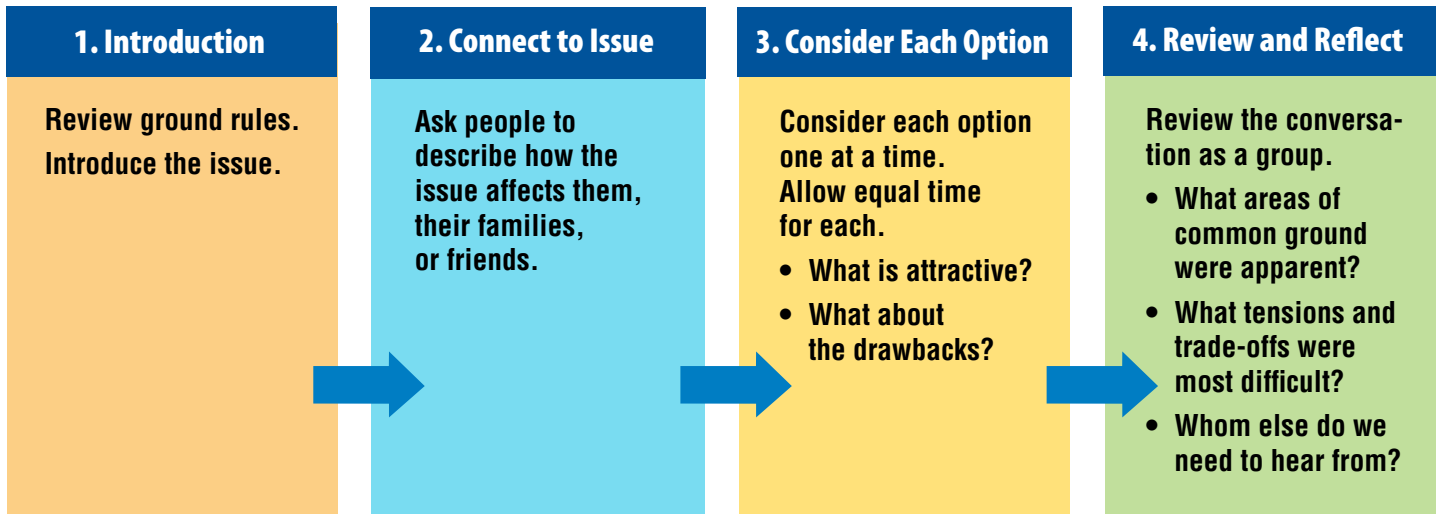 1. Introduction
Review ground rules.
Introduce the issue.
2. Connect to Issue
Ask people to
describe how the
issue affects them,
their families,
or friends.
3. Consider Each Option
Consider each option
one at a time.
Allow equal time
for each.
• What is attractive?
• What about
the drawbacks?
4. Review and Reflect
Review the conversa-
tion as a group.
• What areas of
common ground
were apparent?
• What tensions and
trade-offs were
most difficult?
• Whom else do we
need to hear from?